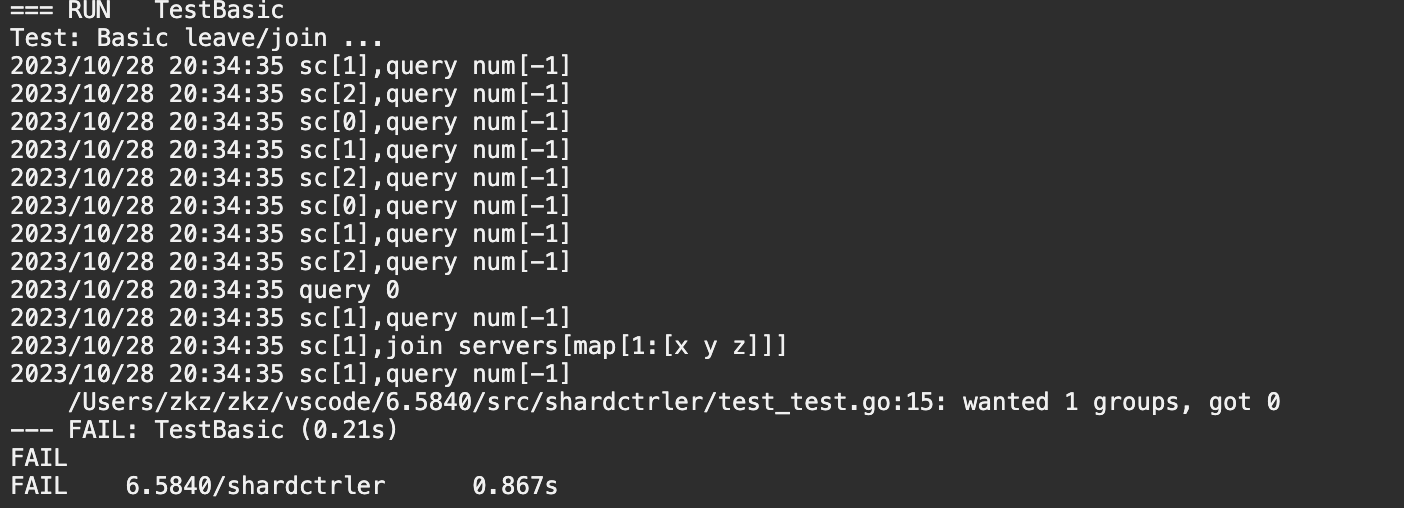 === RUN   TestBasic
Test: Basic leave/join ...
2023/10/28 20:34:35 sc[1],query num[-1]
2023/10/28 20:34:35 sc[2],query num[-1]
2023/10/28 20:34:35 sc[0],query num[-1]
2023/10/28 20:34:35 sc[1],query num[-1]
2023/10/28 20:34:35 sc[2],query num[-1]
2023/10/28 20:34:35 sc[0],query num[-1]
2023/10/28 20:34:35 sc[1],query num[-1]
2023/10/28 20:34:35 sc[2],query num[-1]
2023/10/28 20:34:35 query 0
2023/10/28 20:34:35 sc[1],query num[-1]
2023/10/28 20:34:35 sc[1],join servers[map[1:[x y z]]]
2023/10/28 20:34:35 sc[1],query num[-1]
    /Users/zkz/zkz/vscode/6.5840/src/shardctrler/test_test.go:15: wanted 1 groups, got 0
--- FAIL: TestBasic (0.21s)
FAIL
FAIL    6.5840/shardctrler      0.867s